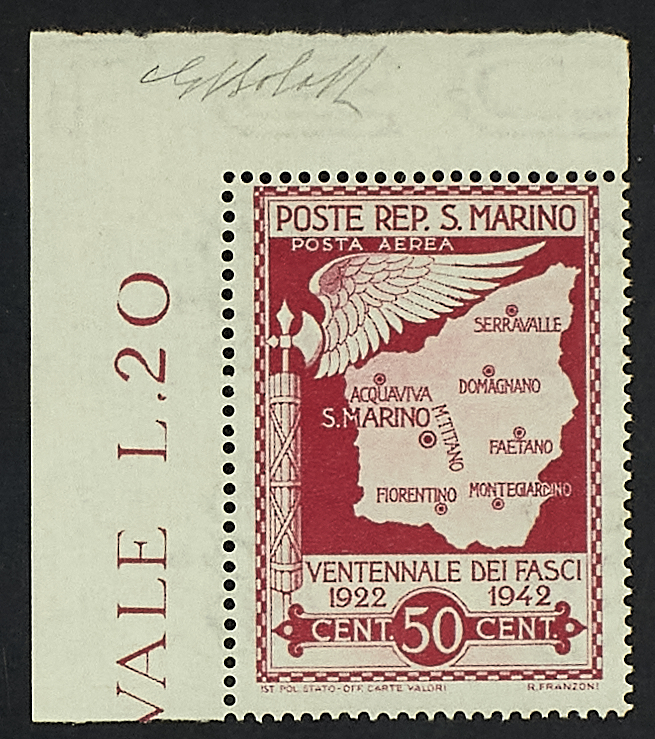 POSTE REP. S. MARINO
POSTA AEREA
SERRAVALLE
ACQUAVIVA
DOMAGNANO
S. MARINO
M. TITANO
FAETANO
FIORENTINO
MONTEGIARDINO
VENTENNALE DEI FASCI
1922 1942
CENT. 50 CENT.
IST. POL. STATO-OFF. CARTE VALORI
R. FRANZONI
VALE L. 20